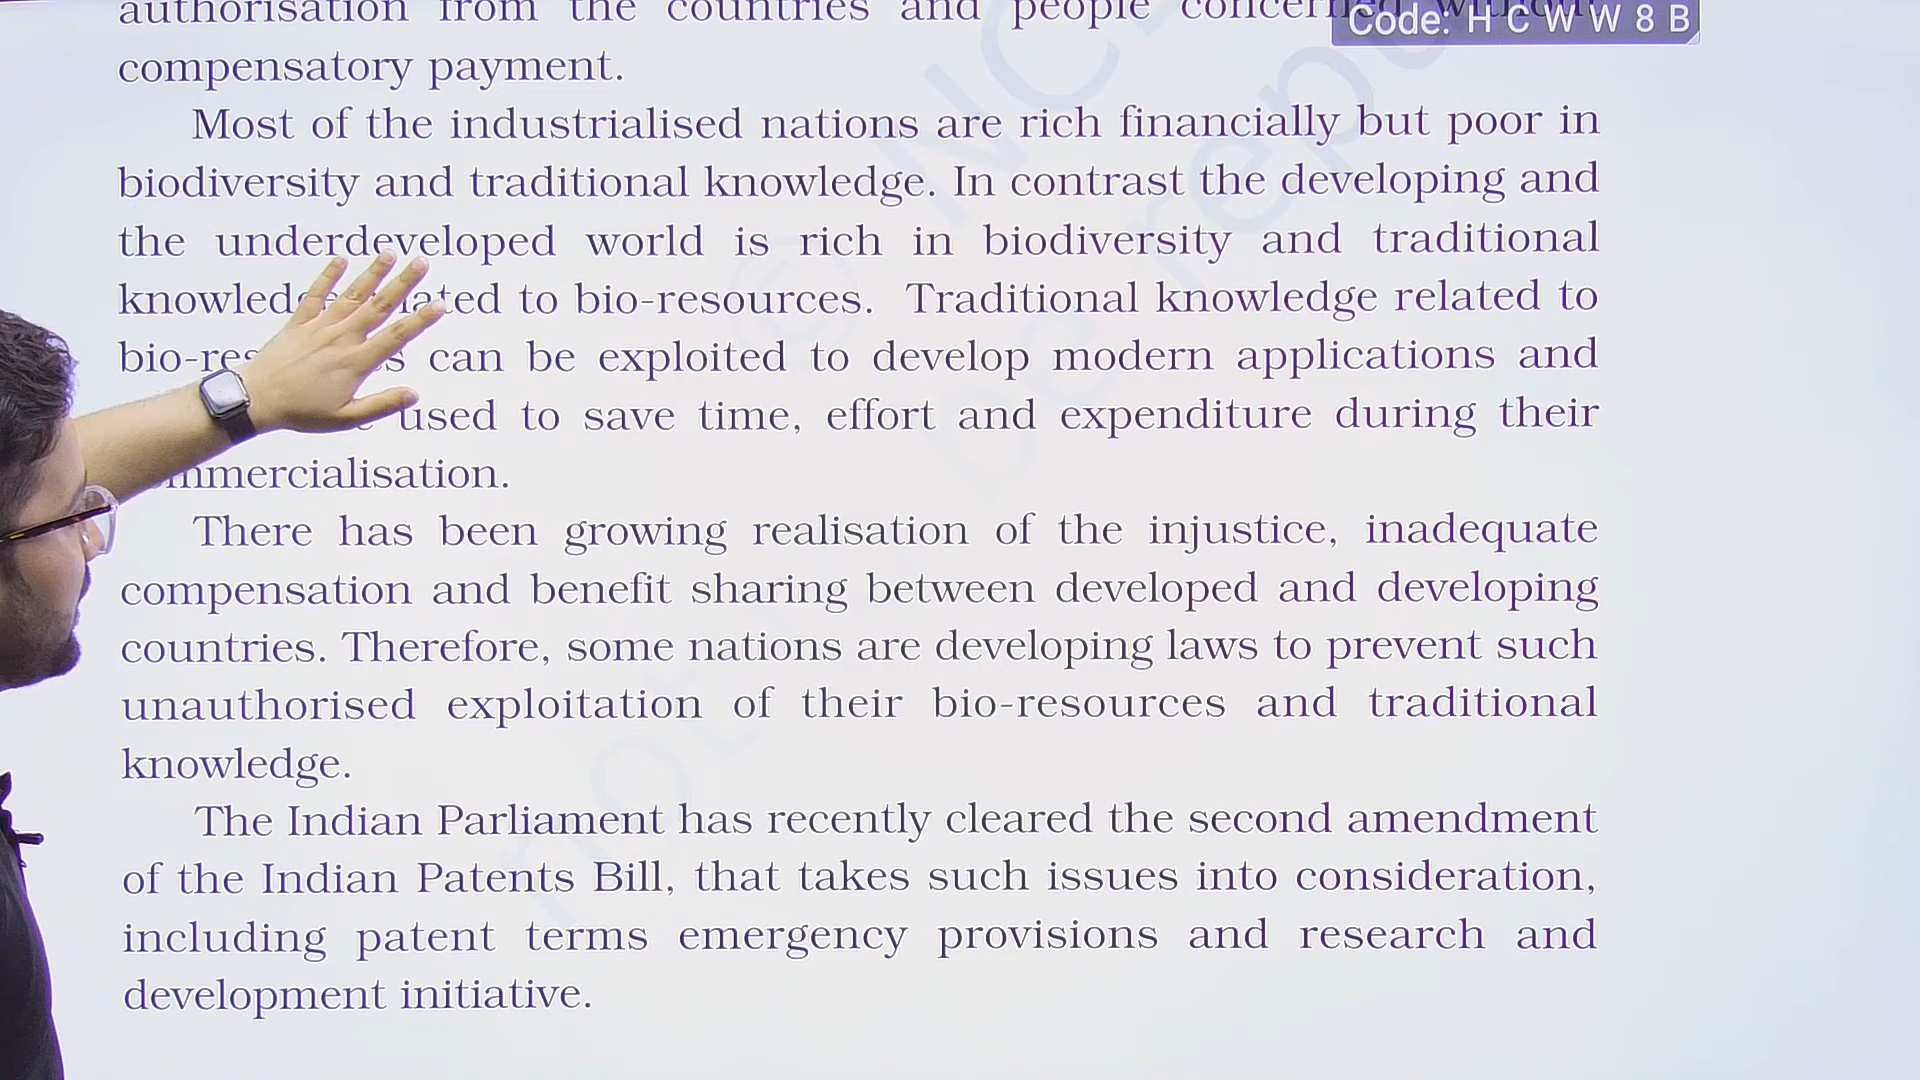 authorisation from the countries and people concerned without
Code: H C W W 8 B
compensatory payment.
Most of the industrialised nations are rich financially but poor in
biodiversity and traditional knowledge. In contrast the developing and
the underdeveloped world is rich in biodiversity and traditional
to bio-resources. Traditional knowledge related to
can be exploited to develop modern applications and
used to save time, effort and expenditure during their
commercialisation.
There has been growing realisation of the injustice, inadequate
compensation and benefit sharing between developed and developing
countries. Therefore, some nations are developing laws to prevent such
unauthorised exploitation of their bio-resources and traditional
knowledge.
The Indian Parliament has recently cleared the second amendment
of the Indian Patents Bill, that takes such issues into consideration,
including patent terms emergency provisions and research and
development initiative.